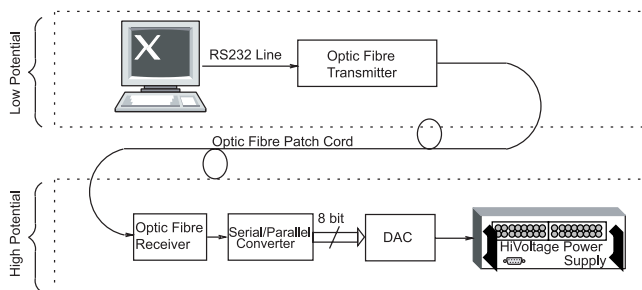 Low Potential
X
RS232 Line
Optic Fibre
Transmitter
Optic Fibre Patch Cord
High Potential
Optic Fibre
Receiver
Serial/Parallel
Converter
8 bit
DAC
HiVoltage Power
Supply